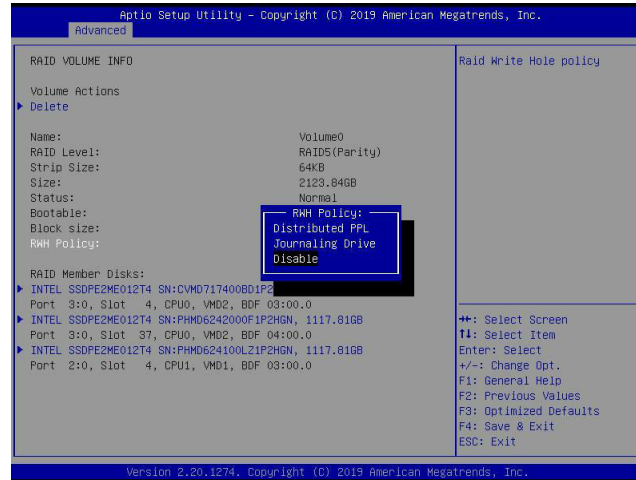 Aptio Setup Utility – Copyright (C) 2019 American Megatrends, Inc.
Advanced
RAID VOLUME INFO
Volume Actions
Delete
Name: Volume0
RAID Level: RAID5(Parity)
Strip Size: 64KB
Size: 2123.84GB
Status: Normal
Bootable:
Block size:
RWH Policy:
RWH Policy:
Distributed PPL
Journaling Drive
Disable
RAID Member Disks:
INTEL SSDPE2ME012T4 SN:CVMD717400BD1P2
Port 3:0, Slot 4, CPU0, VMD2, BDF 03:00.0
INTEL SSDPE2ME012T4 SN:PHMD6242000F1P2HGN, 1117.81GB
Port 3:0, Slot 37, CPU0, VMD2, BDF 04:00.0
INTEL SSDPE2ME012T4 SN:PHMD624100LZ1P2HGN, 1117.81GB
Port 2:0, Slot 4, CPU1, VMD1, BDF 03:00.0
Raid Write Hole policy
→←: Select Screen
↑↓: Select Item
Enter: Select
+/-: Change Opt.
F1: General Help
F2: Previous Values
F3: Optimized Defaults
F4: Save & Exit
ESC: Exit
Version 2.20.1274. Copyright (C) 2019 American Megatrends, Inc.